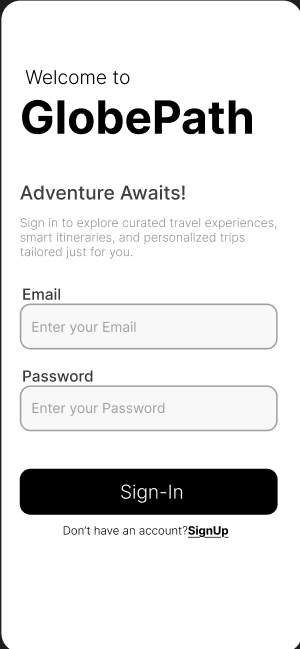 Welcome to
GlobePath
Adventure Awaits!
Sign in to explore curated travel experiences,
smart itineraries, and personalized trips
tailored just for you.
Email
Enter your Email
Password
Enter your Password
Sign-In
Don't have an account?SignUp